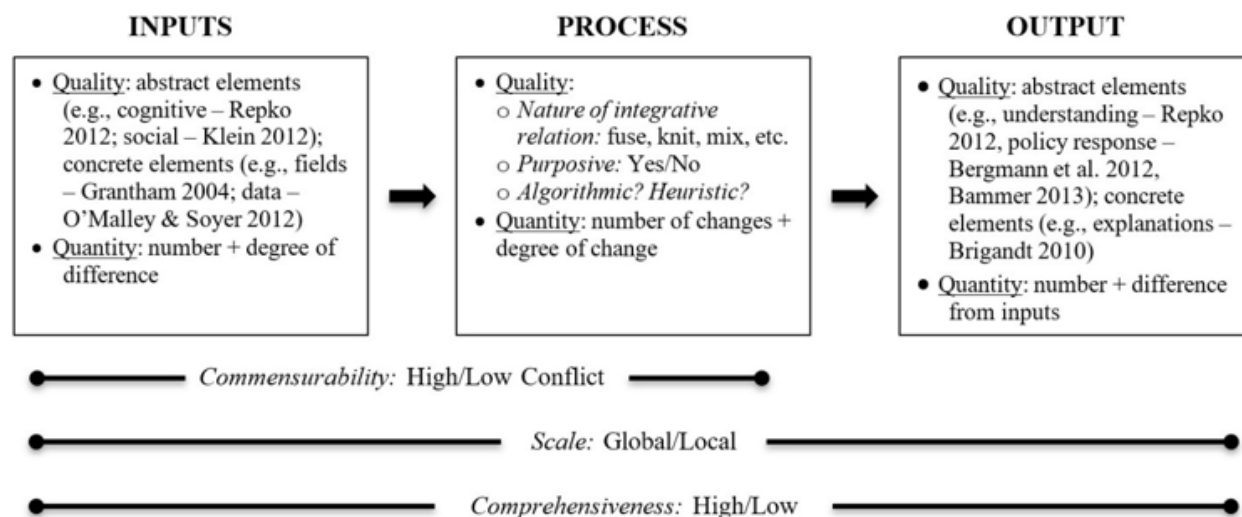 INPUTS
• Quality: abstract elements
(e.g., cognitive – Repko
2012; social – Klein 2012);
concrete elements (e.g., fields
– Grantham 2004; data –
O’Malley & Soyer 2012)
• Quantity: number + degree of
difference
PROCESS
• Quality:
o Nature of integrative
relation: fuse, knit, mix, etc.
o Purposive: Yes/No
o Algorithmic? Heuristic?
• Quantity: number of changes +
degree of change
OUTPUT
• Quality: abstract elements
(e.g., understanding – Repko
2012, policy response –
Bergmann et al. 2012,
Bammer 2013); concrete
elements (e.g., explanations –
Brigandt 2010)
• Quantity: number + difference
from inputs
Commensurability: High/Low Conflict
Scale: Global/Local
Comprehensiveness: High/Low